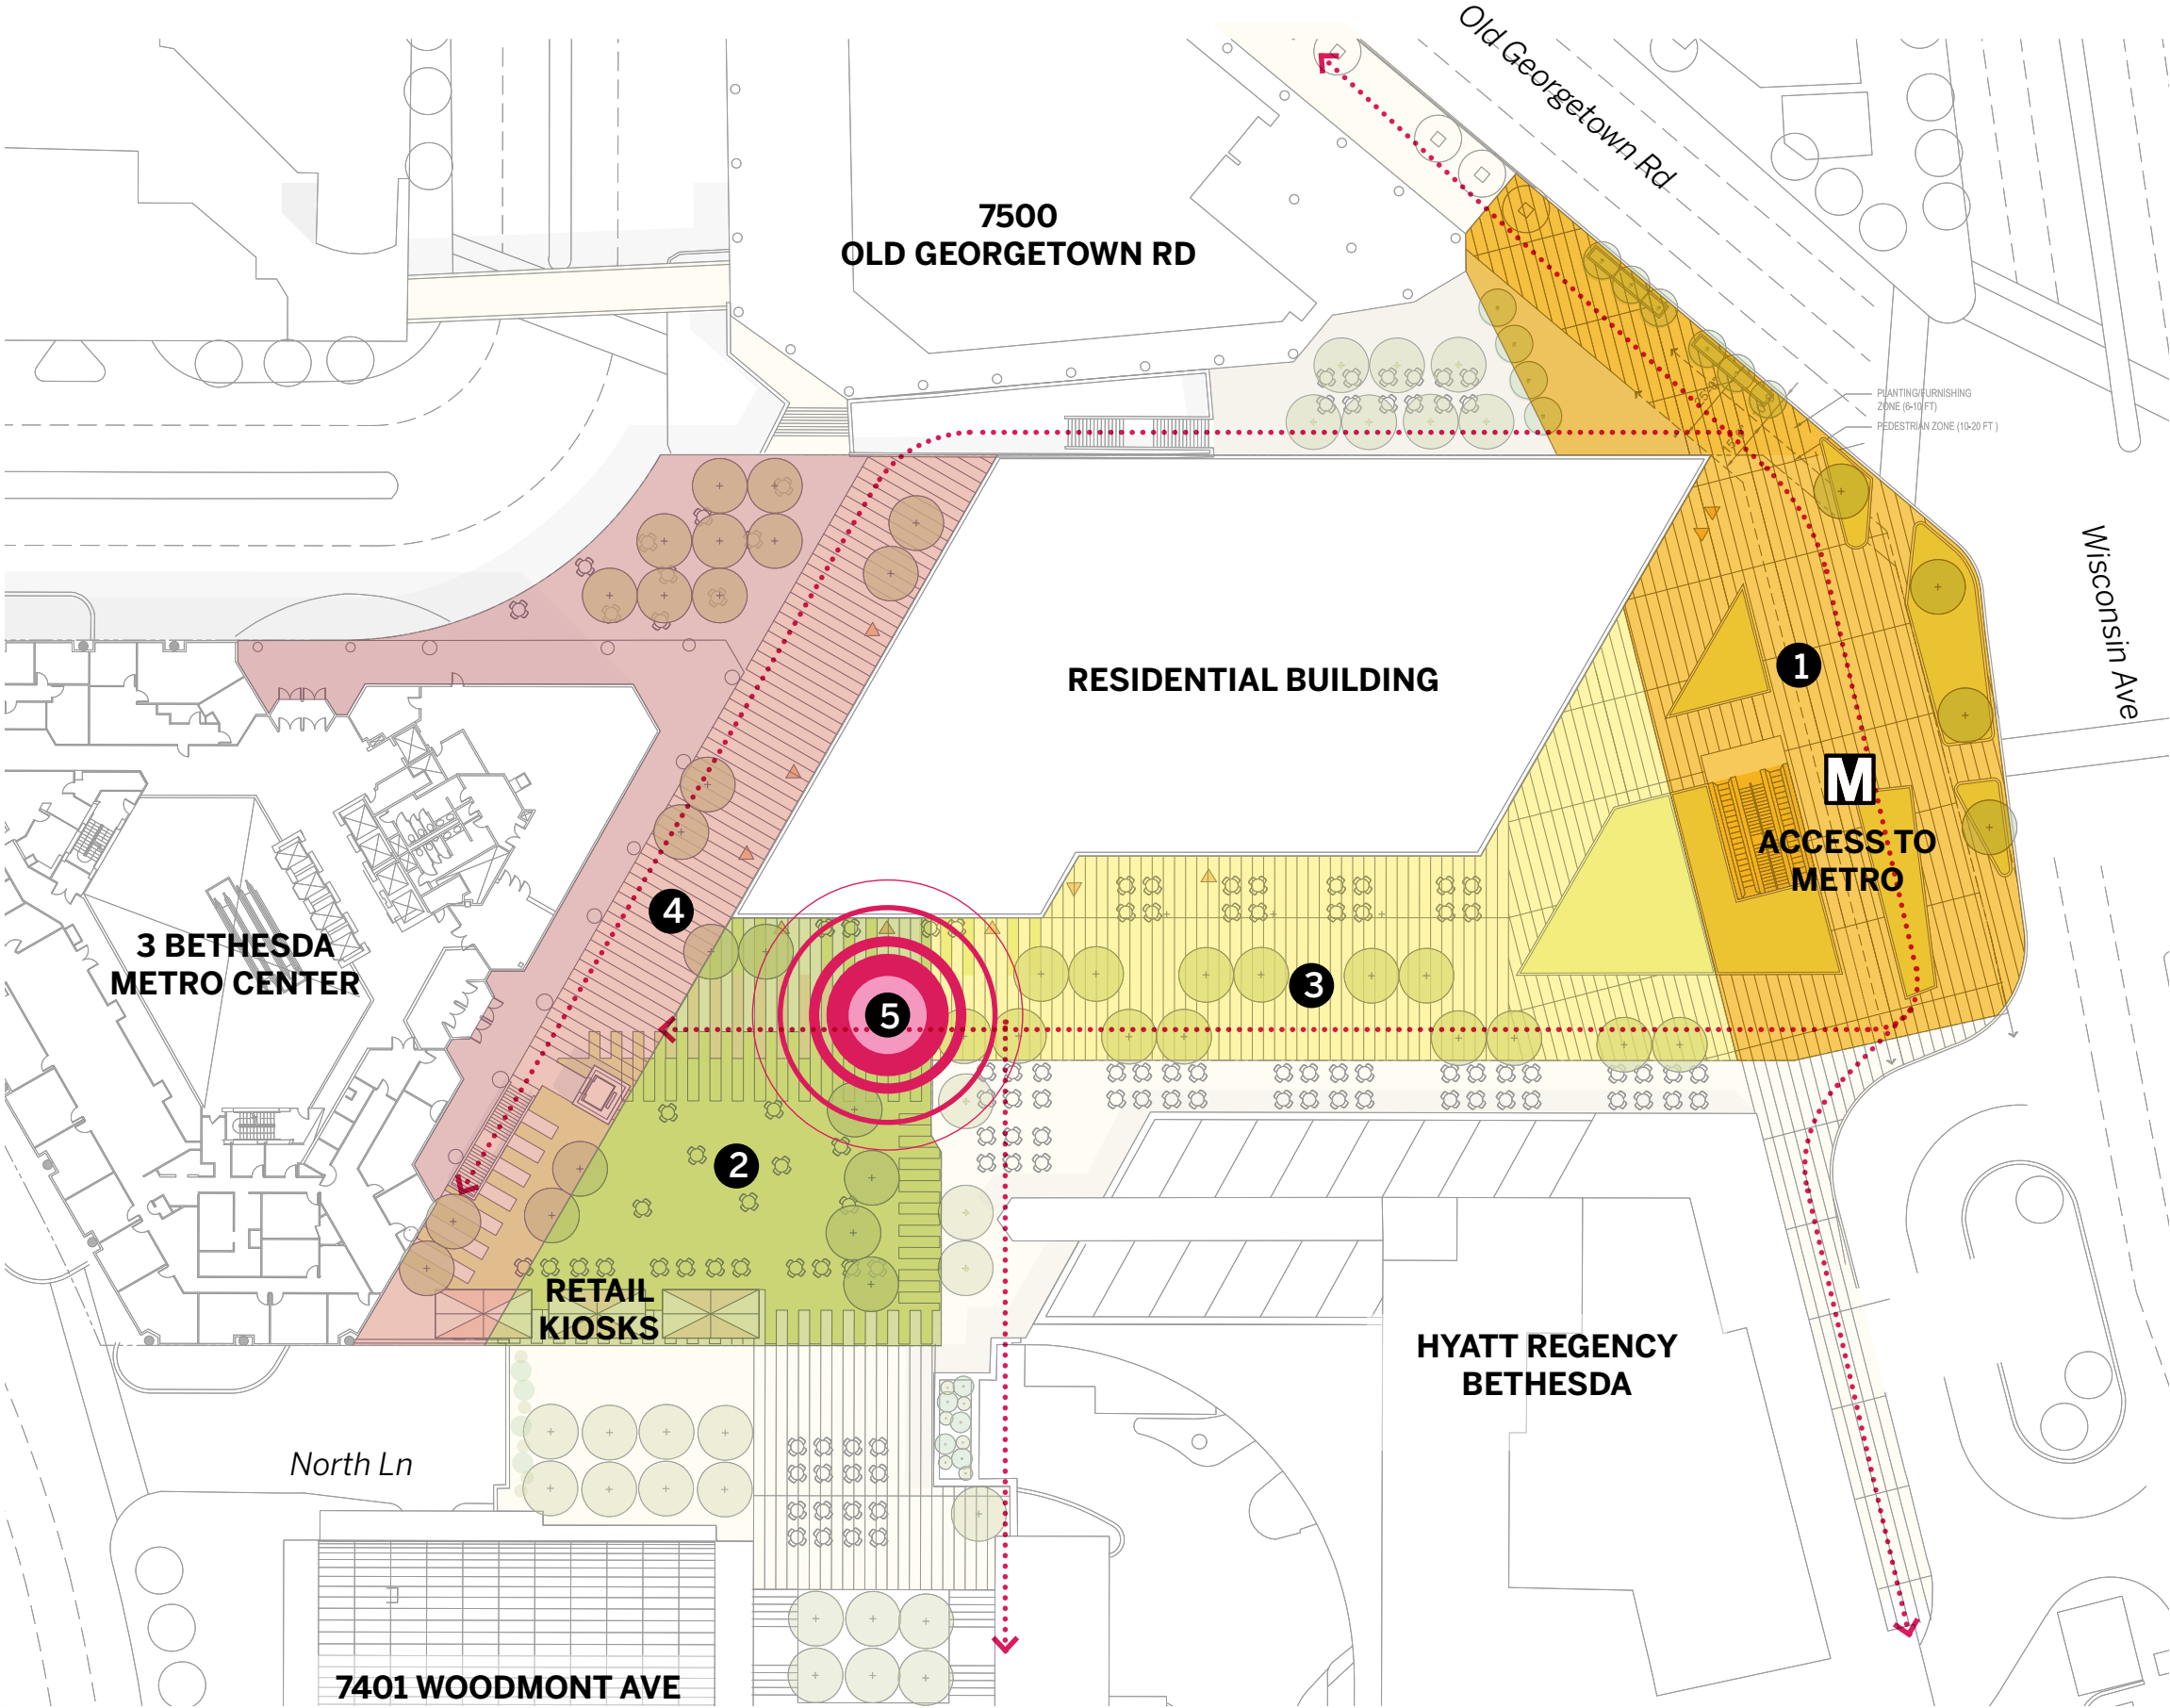 Old Georgetown Rd
7500
OLD GEORGETOWN RD
PLANTING/FURNISHING
ZONE (6-10 FT)
PEDESTRIAN ZONE (10-20 FT )
Wisconsin Ave
RESIDENTIAL BUILDING
1
M
ACCESS TO
METRO
4
3 BETHESDA
METRO CENTER
3
5
2
RETAIL
KIOSKS
HYATT REGENCY
BETHESDA
North Ln
7401 WOODMONT AVE